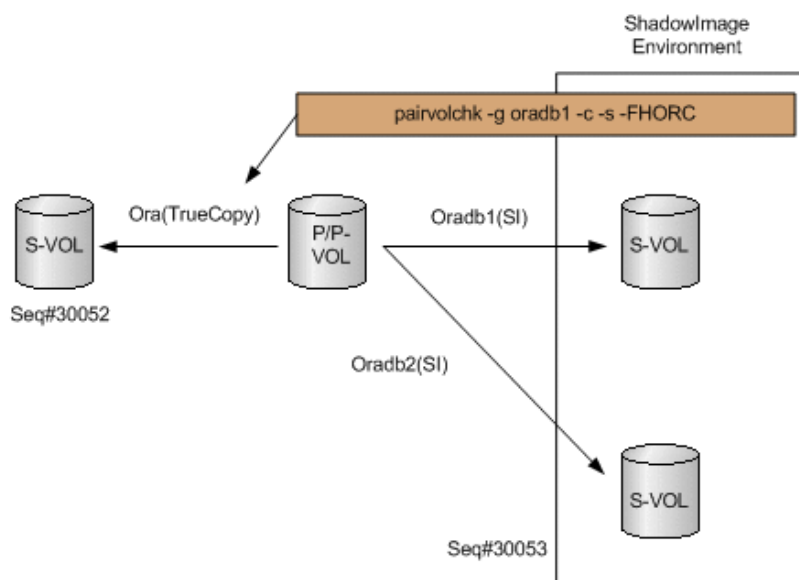 ShadowImage
Environment
pairvolchk -g oradb1 -c -s -FHORC
Ora(TrueCopy)
Oradb1(SI)
S-VOL
P/P-
VOL
S-VOL
Seq#30052
Oradb2(SI)
S-VOL
Seq#30053